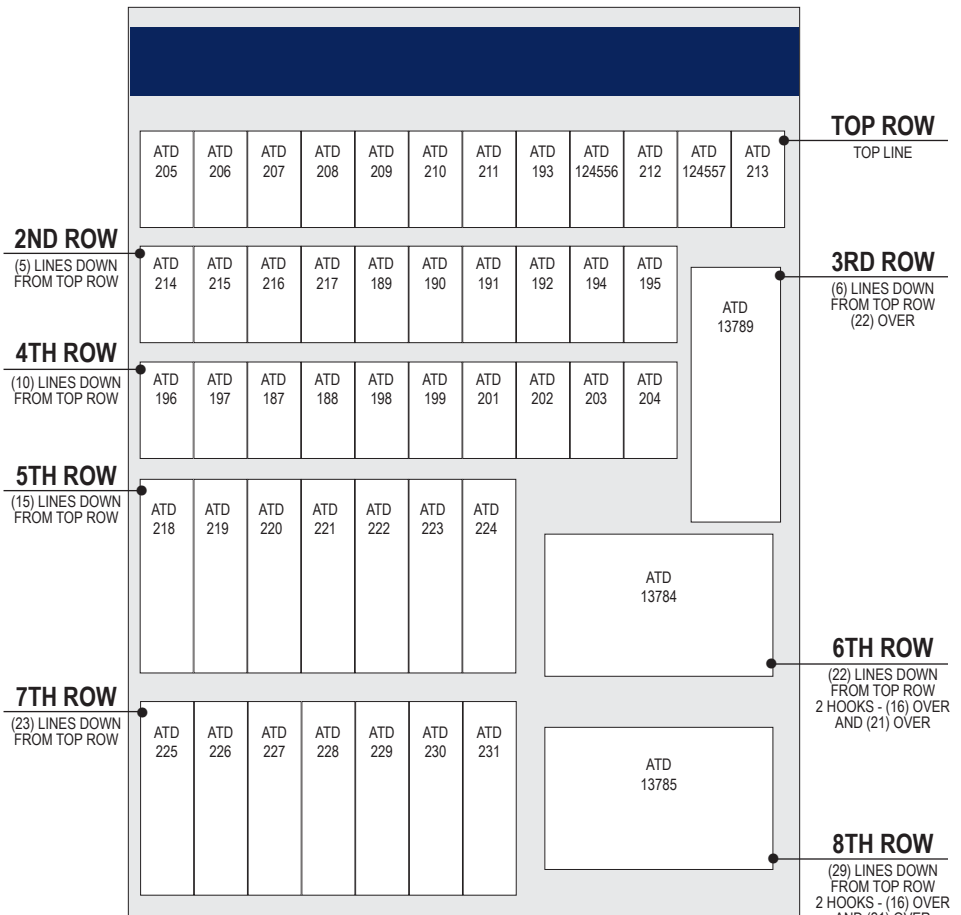 TOP ROW
TOP LINE
ATD ATD ATD ATD ATD ATD ATD ATD ATD ATD ATD ATD
205 206 207 208 209 210 211 193 124556 212 124557 213
2ND ROW
(5) LINES DOWN
FROM TOP ROW
ATD ATD ATD ATD ATD ATD ATD ATD ATD ATD
214 215 216 217 189 190 191 192 194 195
3RD ROW
(6) LINES DOWN
FROM TOP ROW
(22) OVER
ATD
13789
4TH ROW
(10) LINES DOWN
FROM TOP ROW
ATD ATD ATD ATD ATD ATD ATD ATD ATD ATD
196 197 187 188 198 199 201 202 203 204
5TH ROW
(15) LINES DOWN
FROM TOP ROW
ATD ATD ATD ATD ATD ATD ATD
218 219 220 221 222 223 224
ATD
13784
6TH ROW
(22) LINES DOWN
FROM TOP ROW
2 HOOKS - (16) OVER
AND (21) OVER
7TH ROW
(23) LINES DOWN
FROM TOP ROW
ATD ATD ATD ATD ATD ATD ATD
225 226 227 228 229 230 231
ATD
13785
8TH ROW
(29) LINES DOWN
FROM TOP ROW
2 HOOKS - (16) OVER
AND (21) OVER